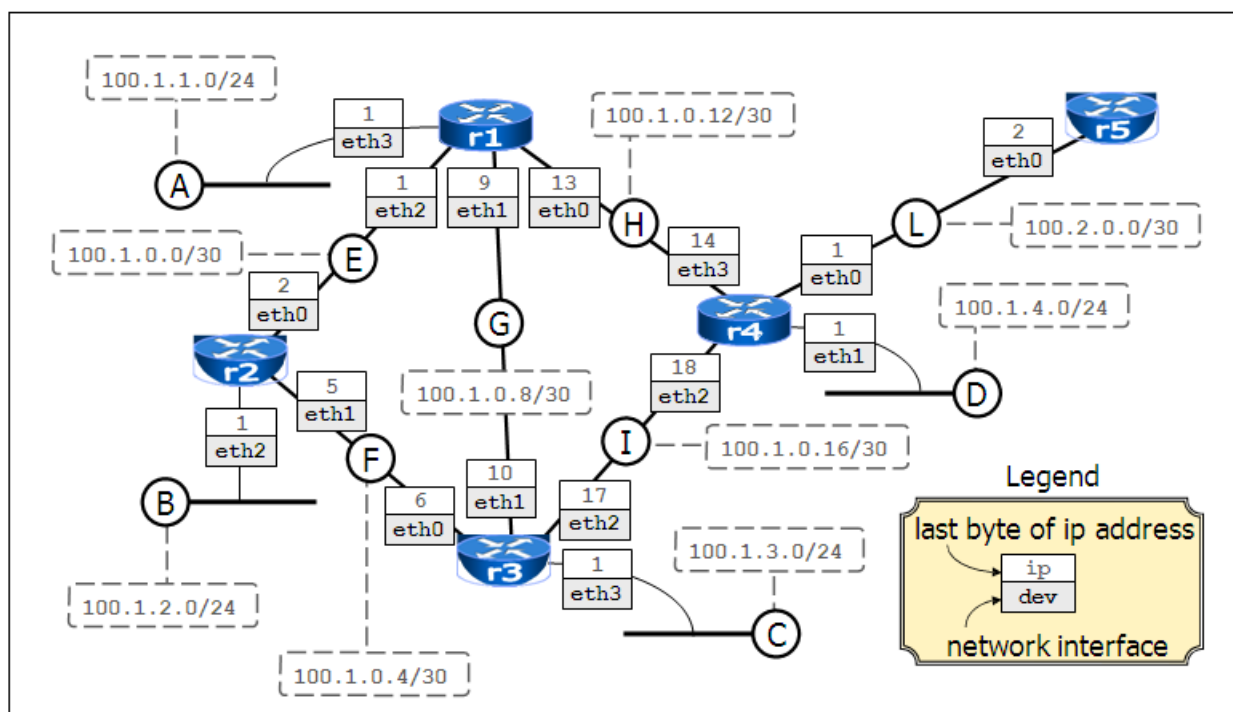 100.1.1.0/24
1
eth3
r1
100.1.0.12/30
r5
2
eth0
A
1
eth2
9
eth1
13
eth0
H
L
100.1.0.0/30
E
14
eth3
1
eth0
100.2.0.0/30
2
eth0
G
r4
1
eth1
100.1.4.0/24
r2
5
eth1
100.1.0.8/30
18
eth2
D
1
eth2
F
I
100.1.0.16/30
B
6
eth0
10
eth1
17
eth2
r3
1
eth3
100.1.3.0/24
100.1.2.0/24
C
100.1.0.4/30
Legend
last byte of ip address
ip
dev
network interface